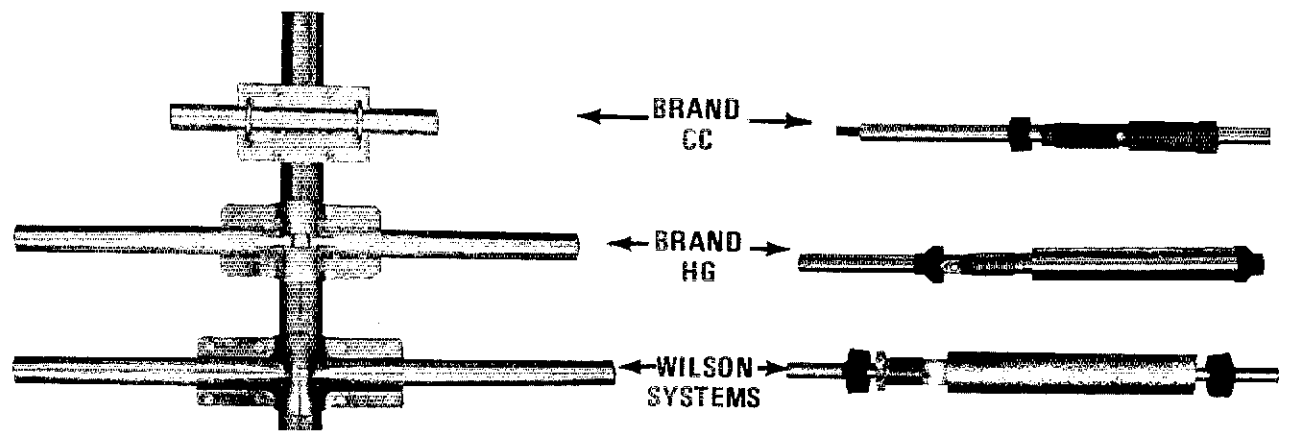 BRAND
CC
BRAND
HG
WILSON
SYSTEMS